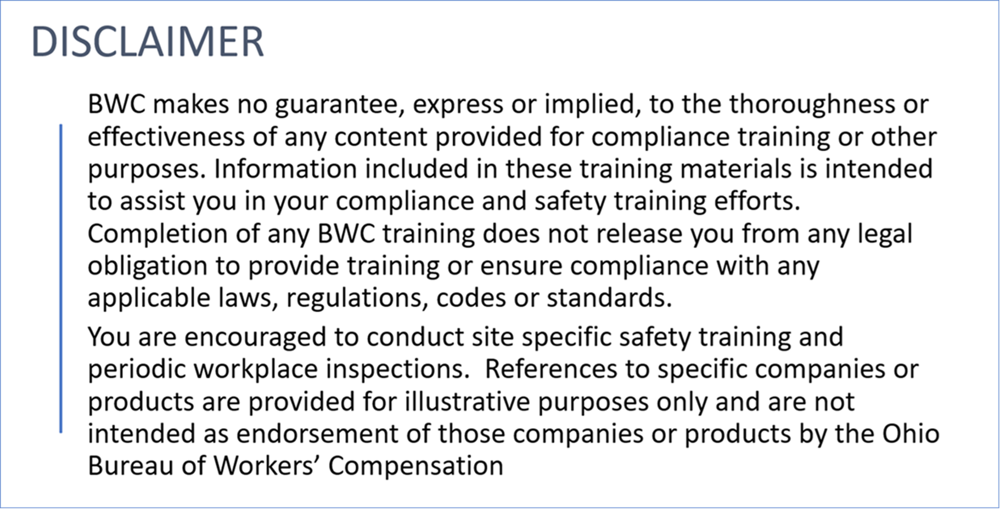 DISCLAIMER
BWC makes no guarantee, express or implied, to the thoroughness or
effectiveness of any content provided for compliance training or other
purposes. Information included in these training materials is intended
to assist you in your compliance and safety training efforts.
Completion of any BWC training does not release you from any legal
obligation to provide training or ensure compliance with any
applicable laws, regulations, codes or standards.
You are encouraged to conduct site specific safety training and
periodic workplace inspections.  References to specific companies or
products are provided for illustrative purposes only and are not
intended as endorsement of those companies or products by the Ohio
Bureau of Workers’ Compensation